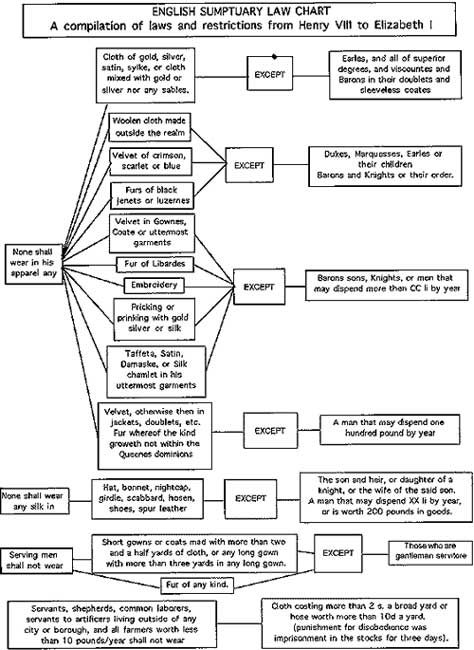 ENGLISH SUMPTUARY LAW CHART
A compilation of laws and restrictions from Henry VIII to Elizabeth I
Cloth of gold, silver,
satin, sylke, or cloth
mixed with gold or
silver nor any sables.
EXCEPT
Earles, and all of superior
degrees, and viscountes and
Barons in their doublets and
sleeveless coates
Woolen cloth made
outside the realm
Velvet of crimson,
scarlet or blue
Furs of black
jenets or luzernes
EXCEPT
Dukes, Marquesses, Earles or
their children
Barons and Knights or their order.
None shall
wear in his
apparel any
Velvet in Gownes,
Coate or uttermost
garments
Fur of Libardes
Embroidery
Pricking or
prinking with gold
silver or silk
Taffeta, Satin,
Damaske, or Silk
chamlet in his
uttermost garments
EXCEPT
Barons sons, Knights, or men that
may dispend more than CC li by year
Velvet, otherwise then in
jackets, doublets, etc.
Fur whereof the kind
groweth not within the
Queenes dominions
EXCEPT
A man that may dispend one
hundred pound by year
None shall wear
any silk in
Hat, bonnet, nightcap,
girdle, scabbard, hosen,
shoes, spur leather
EXCEPT
The son and heir, or daughter of a
knight, or the wife of the said son.
A man that may dispend XX li by year,
or is worth 200 pounds in goods.
Serving men
shall not wear
Short gowns or coats mad with more than two
and a half yards of cloth, or any long gown
with more than three yards in any long gown.
Fur of any kind.
EXCEPT
Those who are
gentleman servitore
Servants, shepherds, common laborers,
servants to artificers living outside of any
city or borough, and all farmers worth less
than 10 pounds/year shall not wear
Cloth costing more than 2 s. a broad yard or
hose worth more than 10d a yard,
(punishment for disobedience was
imprisonment in the stocks for three days).